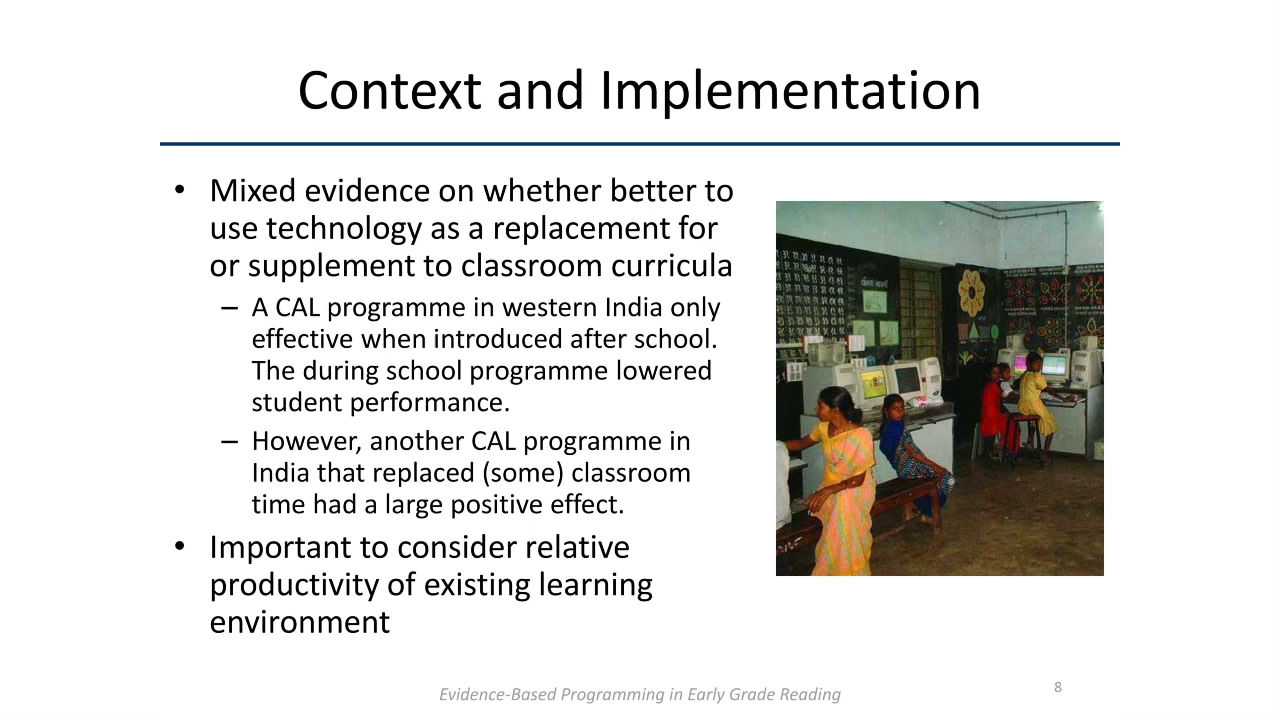 Context and Implementation
• Mixed evidence on whether better to
use technology as a replacement for
or supplement to classroom curricula
– A CAL programme in western India only
effective when introduced after school.
The during school programme lowered
student performance.
– However, another CAL programme in
India that replaced (some) classroom
time had a large positive effect.
• Important to consider relative
productivity of existing learning
environment
Evidence-Based Programming in Early Grade Reading
8